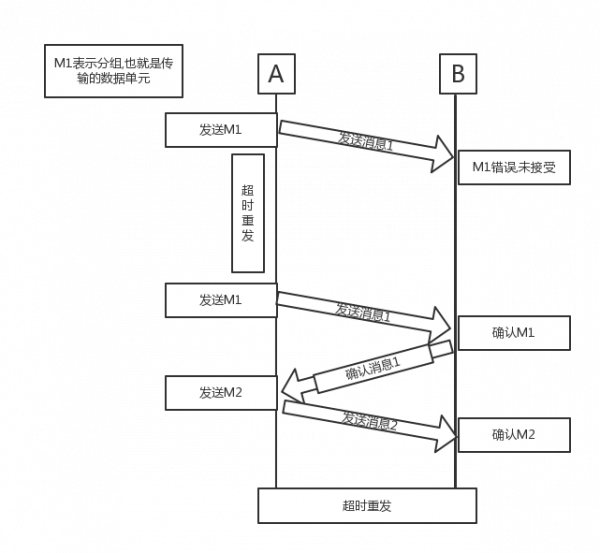 M1表示分组,也就是传
输的数据单元
A
B
发送M1
发送消息1
M1错误,未接受
超
时
重
发
发送M1
发送消息1
确认M1
确认消息1
发送M2
发送消息2
确认M2
超时重发